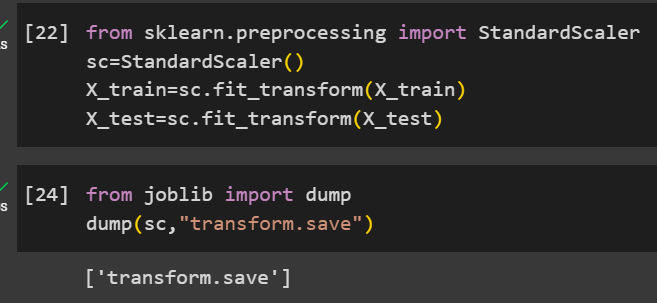 [22] from sklearn.preprocessing import StandardScaler
sc=StandardScaler()
X_train=sc.fit_transform(X_train)
X_test=sc.fit_transform(X_test)
[24] from joblib import dump
dump(sc,"transform.save")
['transform.save']